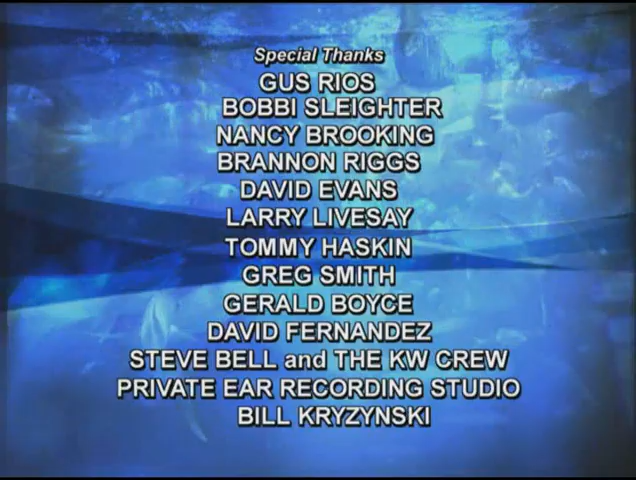 Special Thanks
GUS RIOS
BOBBI SLEIGHTER
NANCY BROOKING
BRANNON RIGGS
DAVID EVANS
LARRY LIVESAY
TOMMY HASKIN
GREG SMITH
GERALD BOYCE
DAVID FERNANDEZ
STEVE BELL and THE KW CREW
PRIVATE EAR RECORDING STUDIO
BILL KRYZYNSKI